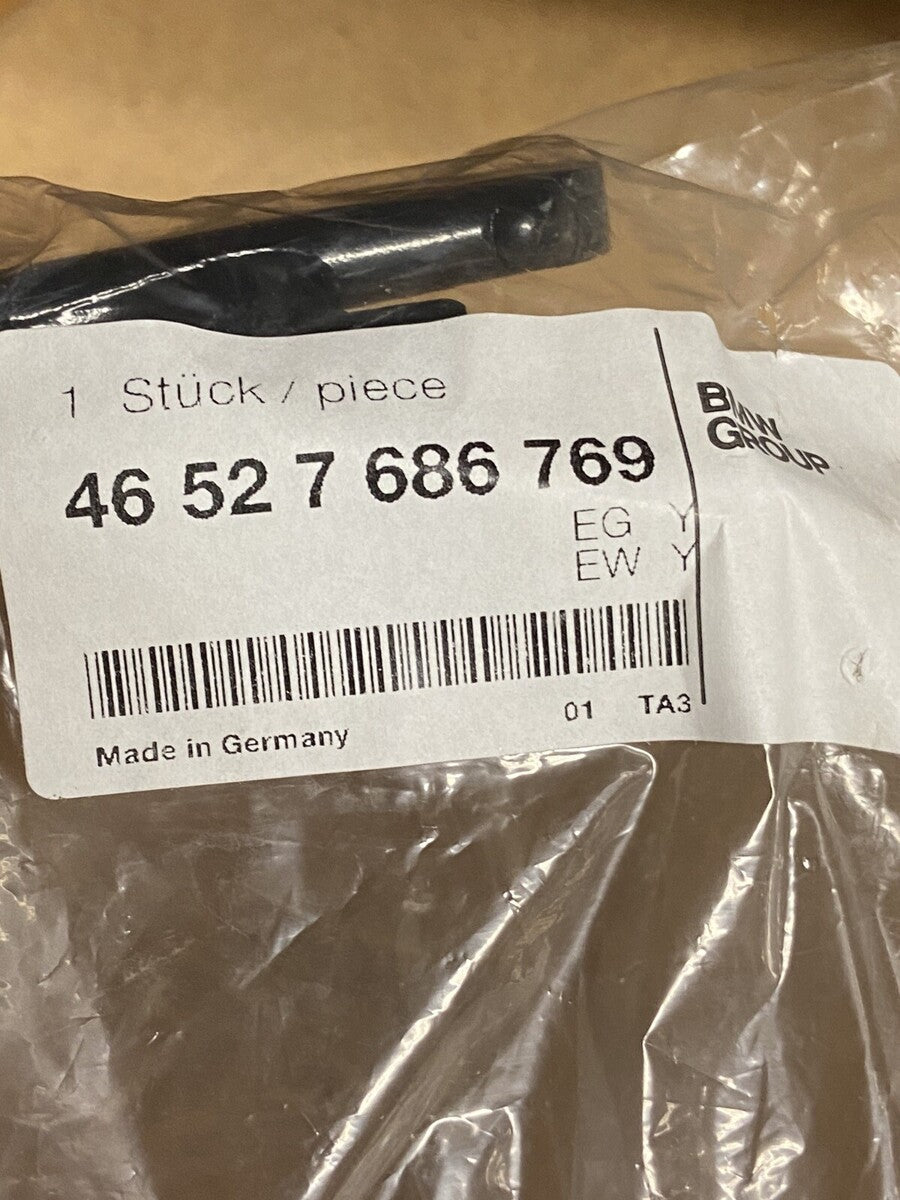 1 Stück / piece
46 52 7 686 769
EG Y
EW Y
01 TA3
Made in Germany
BMW
GROUP